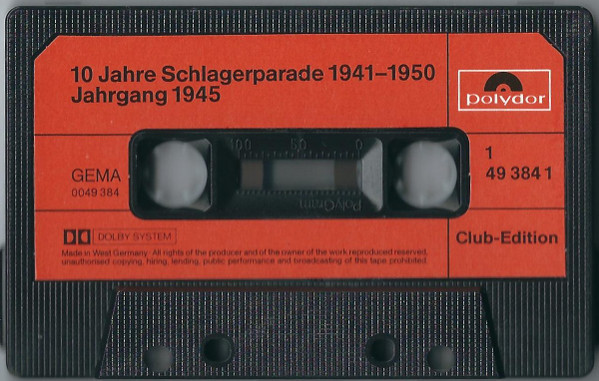 10 Jahre Schlagerparade 1941–1950
Jahrgang 1945
polydor
GEMA
0049 384
100 50 0
PolyGram
1
49 384 1
DOLBY SYSTEM
Club-Edition
Made in West Germany · All rights of the producer and of the owner of the work reproduced reserved,
unauthorised copying, hiring, lending, public performance and broadcasting of this tape prohibited.